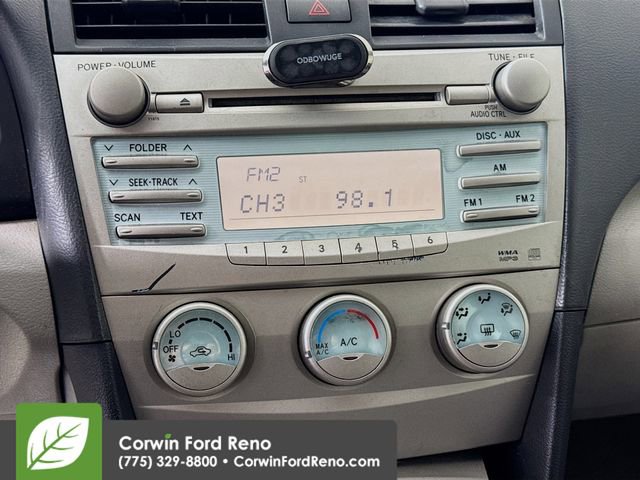 ODBOWUGE
POWER · VOLUME
TUNE · FILE
PUSH
AUDIO CTRL
FOLDER
DISC · AUX
SEEK·TRACK
AM
SCAN TEXT
FM1 FM2
FM2
ST
CH3 98.1
1 2 3 4 5 6
WMA
MP3
LO
OFF
HI
MAX
A/C
A/C
Corwin Ford Reno
(775) 329-8800 • CorwinFordReno.com